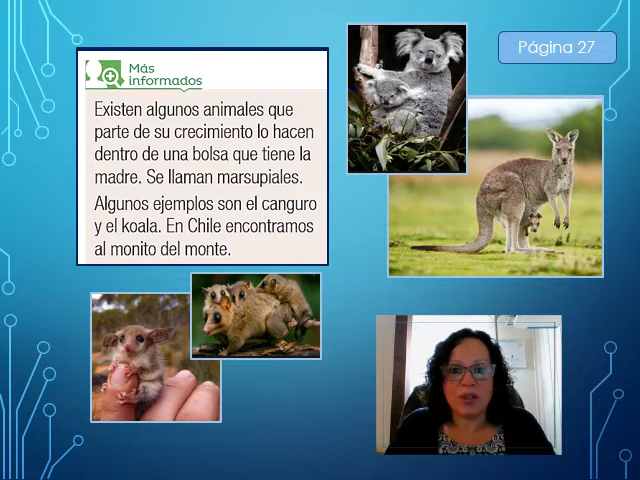 Página 27
Más
informados
Existen algunos animales que
parte de su crecimiento lo hacen
dentro de una bolsa que tiene la
madre. Se llaman marsupiales.
Algunos ejemplos son el canguro
y el koala. En Chile encontramos
al monito del monte.